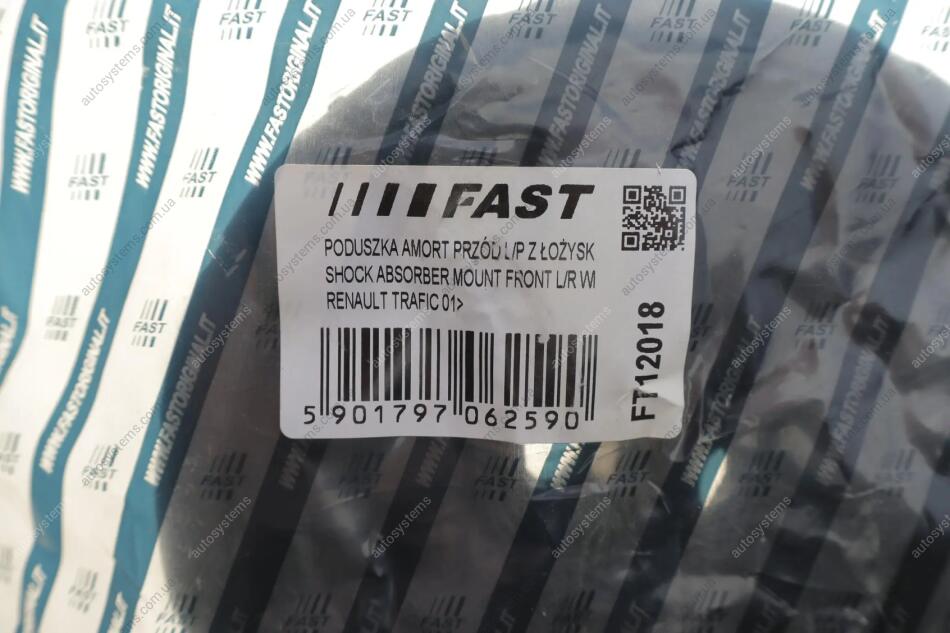 FAST
PODUSZKA AMORT PRZÓD L/P Z ŁOŻYSK
SHOCK ABSORBER MOUNT FRONT L/R WI
RENAULT TRAFIC 01>
5 901797 062590
FT12018
WWW.FASTORIGINAL.IT
autosystems.com.ua